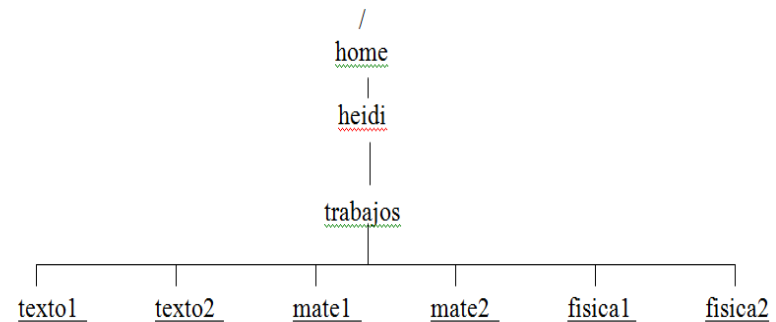 /
home
heidi
trabajos
texto1 texto2 mate1 mate2 fisica1 fisica2